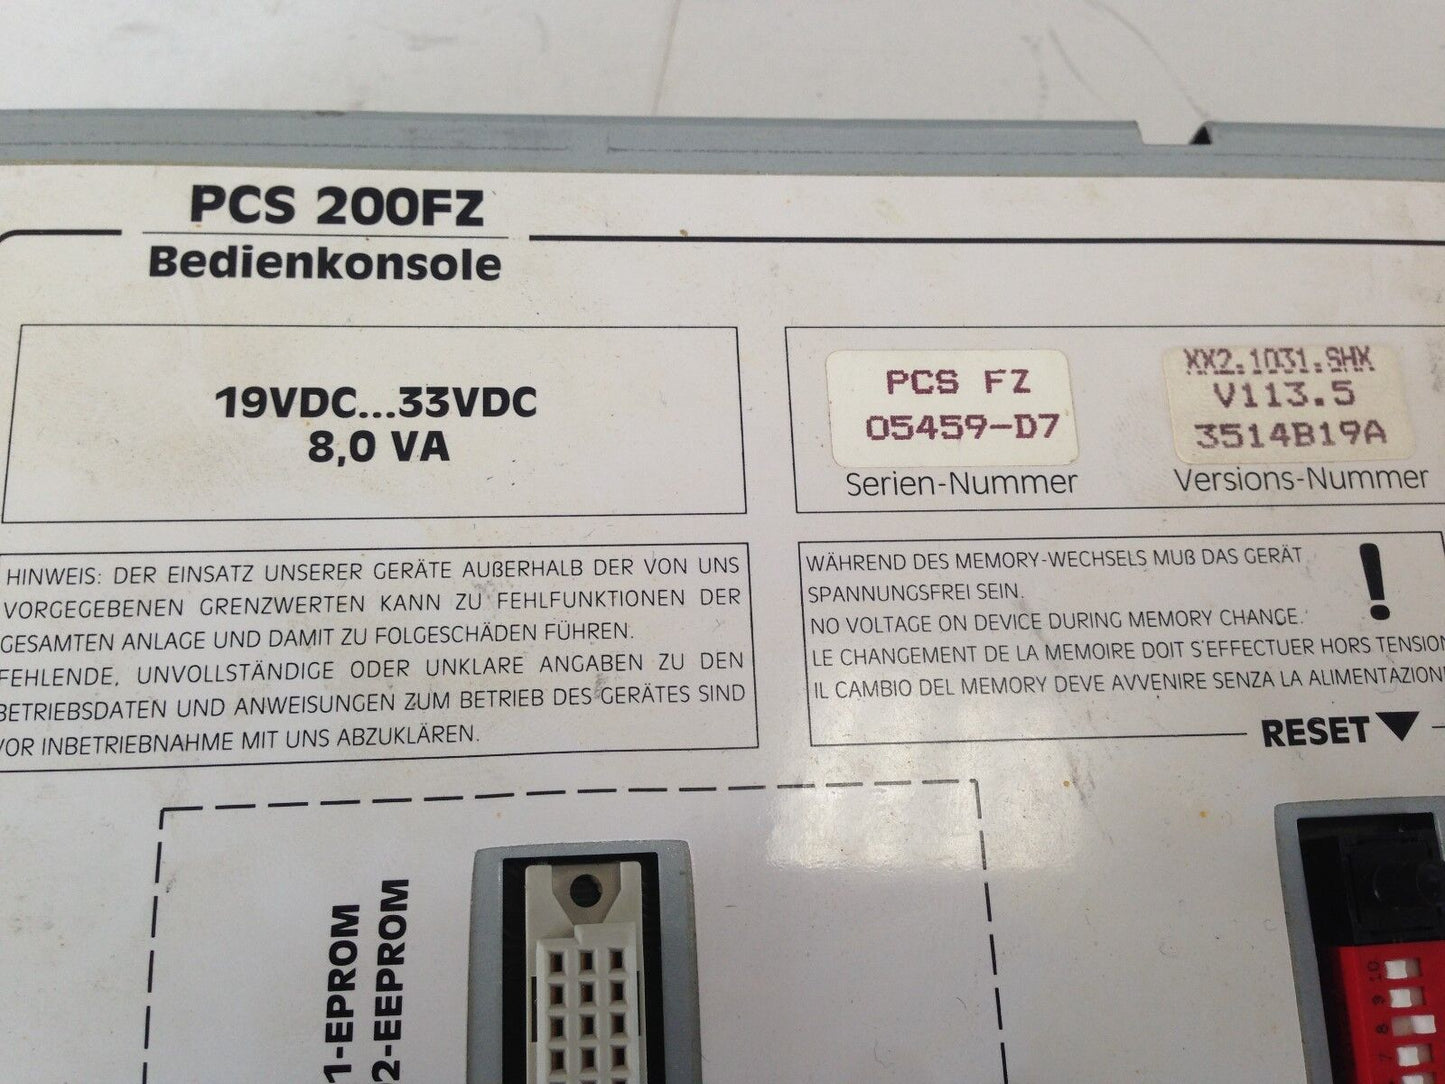 PCS 200FZ
Bedienkonsole
19VDC...33VDC
8,0 VA
PCS FZ
05459-D7
Serien-Nummer
XX2.1031.SHX
V113.5
3514B19A
Versions-Nummer
HINWEIS: DER EINSATZ UNSERER GERÄTE AUßERHALB DER VON UNS
VORGEGEBENEN GRENZWERTEN KANN ZU FEHLFUNKTIONEN DER
GESAMTEN ANLAGE UND DAMIT ZU FOLGESCHÄDEN FÜHREN.
FEHLENDE, UNVOLLSTÄNDIGE ODER UNKLARE ANGABEN ZU DEN
BETRIEBSDATEN UND ANWEISUNGEN ZUM BETRIEB DES GERÄTES SIND
VOR INBETRIEBNAHME MIT UNS ABZUKLÄREN.
WÄHREND DES MEMORY-WECHSELS MUß DAS GERÄT
SPANNUNGSFREI SEIN.
NO VOLTAGE ON DEVICE DURING MEMORY CHANGE.
LE CHANGEMENT DE LA MEMOIRE DOIT S'EFFECTUER HORS TENSION
IL CAMBIO DEL MEMORY DEVE AVVENIRE SENZA LA ALIMENTAZIONE
!
RESET ▼
1-EPROM
2-EEPROM
10
9
8
7